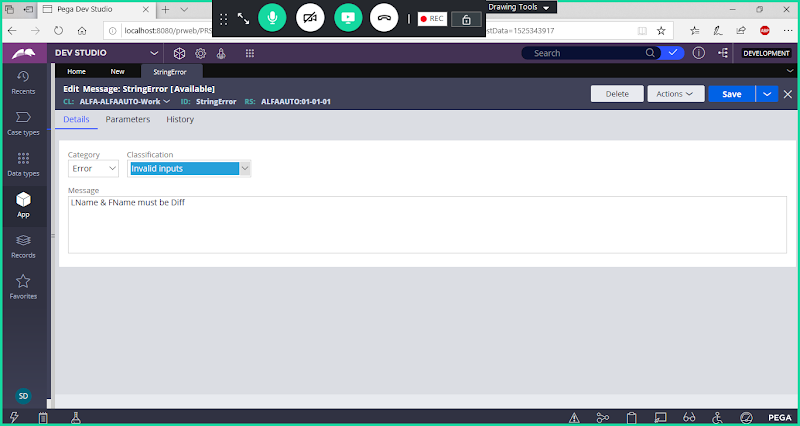 Pega Dev Studio
REC
Drawing Tools
localhost:8080/prweb/PRS
estData=1525343917
ABP
DEV STUDIO
Search
DEVELOPMENT
Home New StringError
Edit Message: StringError [Available]
CL: ALFA-ALFAAUTO-Work ID: StringError RS: ALFAAUTO:01-01-01
Delete Actions Save
Details Parameters History
Recents
Case types
Data types
App
Records
Favorites
Category Classification
Error Invalid inputs
Message
LName & FName must be Diff
SD
PEGA